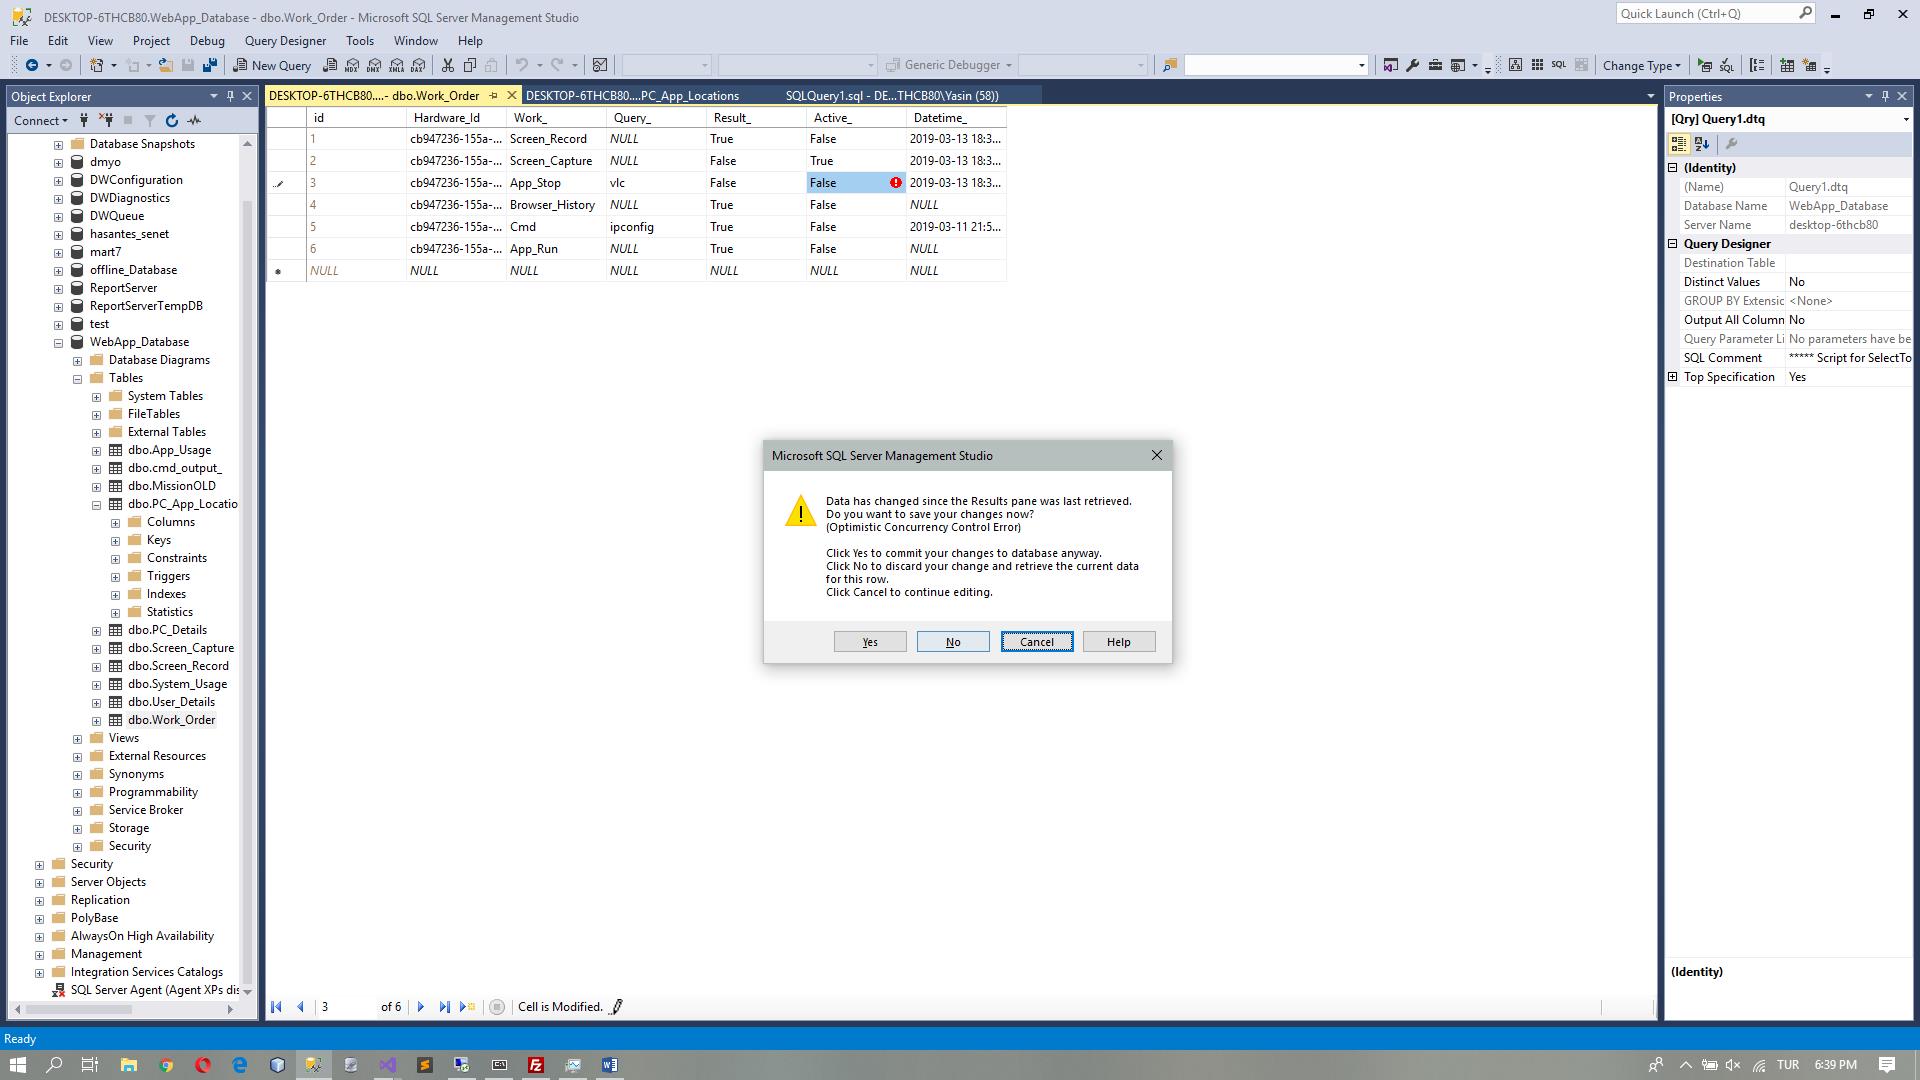 DESKTOP-6THCB80.WebApp_Database - dbo.Work_Order - Microsoft SQL Server Management Studio
Quick Launch (Ctrl+Q)
File Edit View Project Debug Query Designer Tools Window Help
New Query
MDX DMX XMLA DAX
Generic Debugger
SQL
Change Type
Object Explorer
DESKTOP-6THCB80....- dbo.Work_Order
DESKTOP-6THCB80....PC_App_Locations
SQLQuery1.sql - DE...THCB80\Yasin (58))
Connect
Database Snapshots
dmyo
DWConfiguration
DWDiagnostics
DWQueue
hasantes_senet
mart7
offline_Database
ReportServer
ReportServerTempDB
test
WebApp_Database
Database Diagrams
Tables
System Tables
FileTables
External Tables
dbo.App_Usage
dbo.cmd_output_
dbo.MissionOLD
dbo.PC_App_Locatio
Columns
Keys
Constraints
Triggers
Indexes
Statistics
dbo.PC_Details
dbo.Screen_Capture
dbo.Screen_Record
dbo.System_Usage
dbo.User_Details
dbo.Work_Order
Views
External Resources
Synonyms
Programmability
Service Broker
Storage
Security
Security
Server Objects
Replication
PolyBase
AlwaysOn High Availability
Management
Integration Services Catalogs
SQL Server Agent (Agent XPs dis
id Hardware_Id Work_ Query_ Result_ Active_ Datetime_
1 cb947236-155a-... Screen_Record NULL True False 2019-03-13 18:3...
2 cb947236-155a-... Screen_Capture NULL False True 2019-03-13 18:3...
3 cb947236-155a-... App_Stop vlc False False 2019-03-13 18:3...
4 cb947236-155a-... Browser_History NULL True False NULL
5 cb947236-155a-... Cmd ipconfig True False 2019-03-11 21:5...
6 cb947236-155a-... App_Run NULL True False NULL
NULL NULL NULL NULL NULL NULL NULL
Microsoft SQL Server Management Studio
Data has changed since the Results pane was last retrieved.
Do you want to save your changes now?
(Optimistic Concurrency Control Error)
Click Yes to commit your changes to database anyway.
Click No to discard your change and retrieve the current data
for this row.
Click Cancel to continue editing.
Yes No Cancel Help
3 of 6 Cell is Modified.
Properties
[Qry] Query1.dtq
(Identity)
(Name) Query1.dtq
Database Name WebApp_Database
Server Name desktop-6thcb80
Query Designer
Destination Table
Distinct Values No
GROUP BY Extensic <None>
Output All Column No
Query Parameter Li No parameters have be
SQL Comment ***** Script for SelectTo
Top Specification Yes
(Identity)
Ready
TUR 6:39 PM